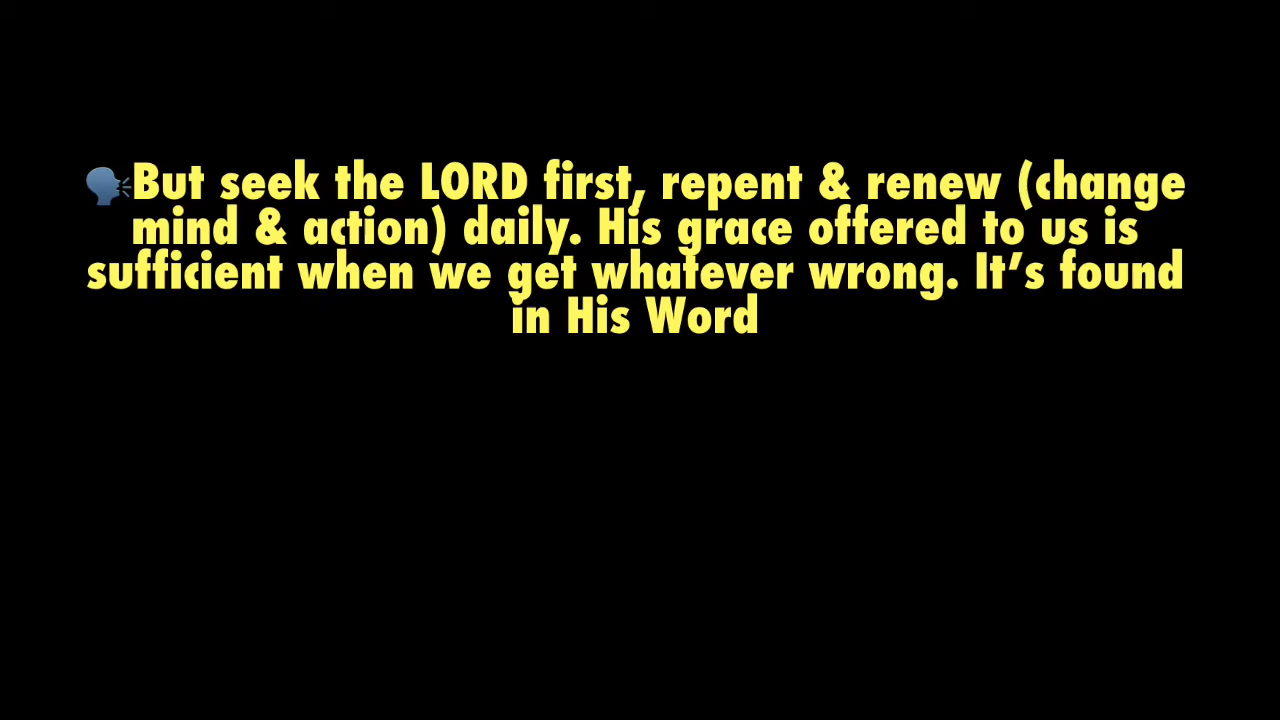 🗣️But seek the LORD first, repent & renew (change
mind & action) daily. His grace offered to us is
sufficient when we get whatever wrong. It’s found
in His Word